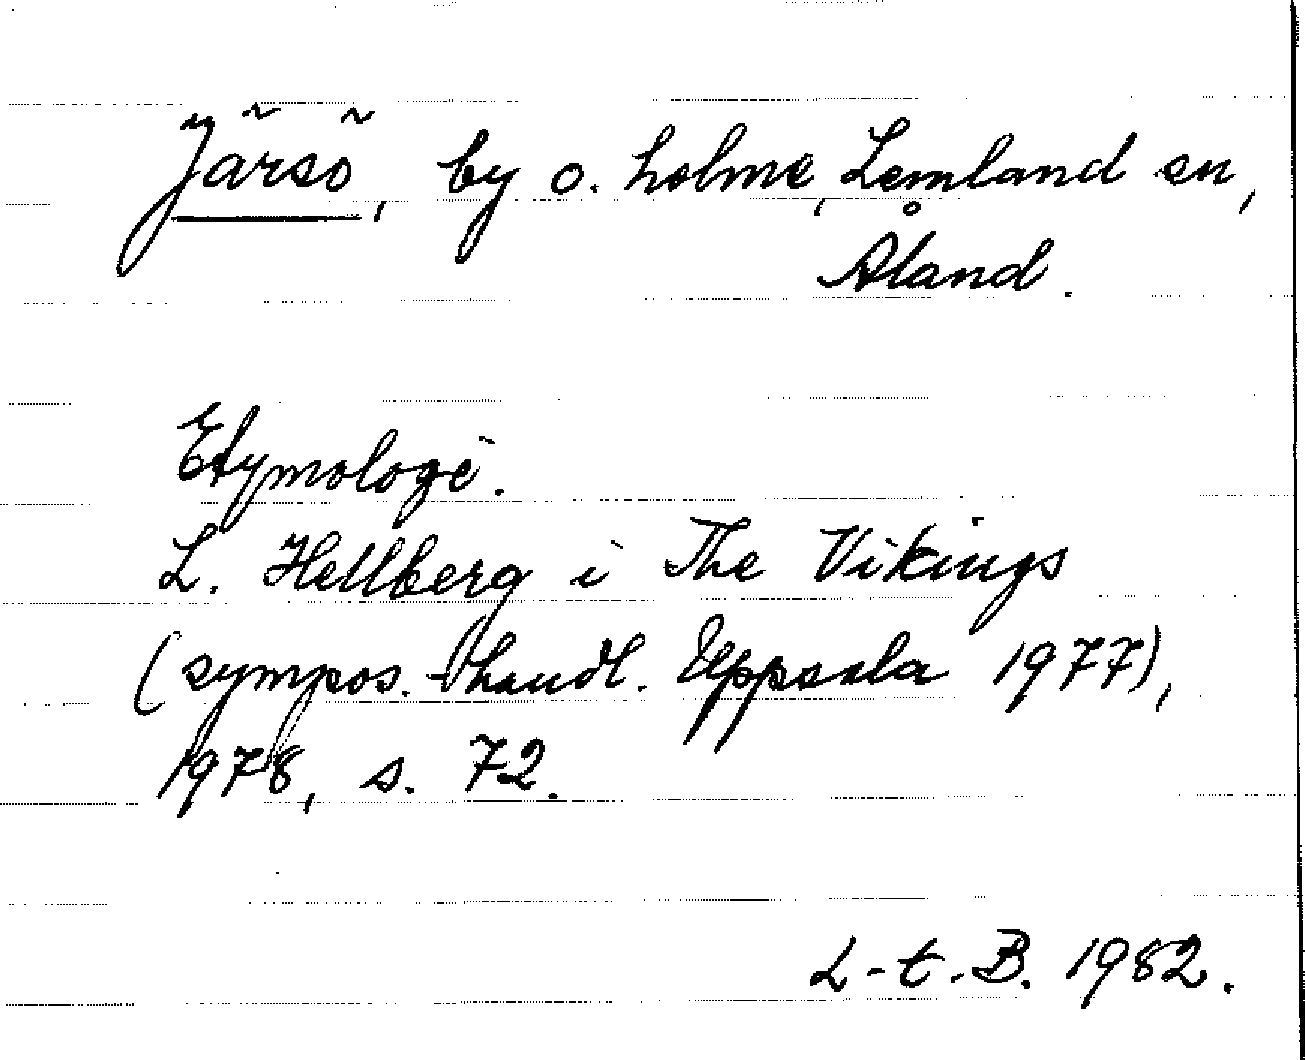 Järsö, by o. holme, Lemland sn,
Åland.
Etymologi.
L. Hellberg i The Vikings
(sympos.-handl. Uppsala 1977),
1978, s. 72.
L-t.B. 1982.